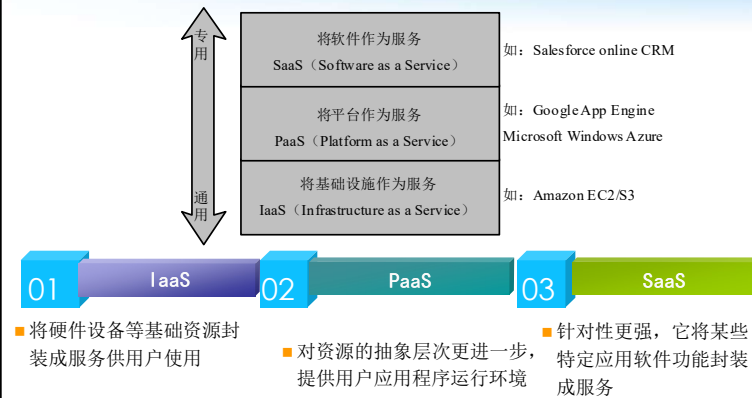 专用
将软件作为服务
SaaS（Software as a Service）
如：Salesforce online CRM
将平台作为服务
PaaS（Platform as a Service）
如：Google App Engine
Microsoft Windows Azure
通用
将基础设施作为服务
IaaS（Infrastructure as a Service）
如：Amazon EC2/S3
01
IaaS
02
PaaS
03
SaaS
■将硬件设备等基础资源封
装成服务供用户使用
■对资源的抽象层次更进一步，
提供用户应用程序运行环境
■针对性更强，它将某些
特定应用软件功能封装
成服务